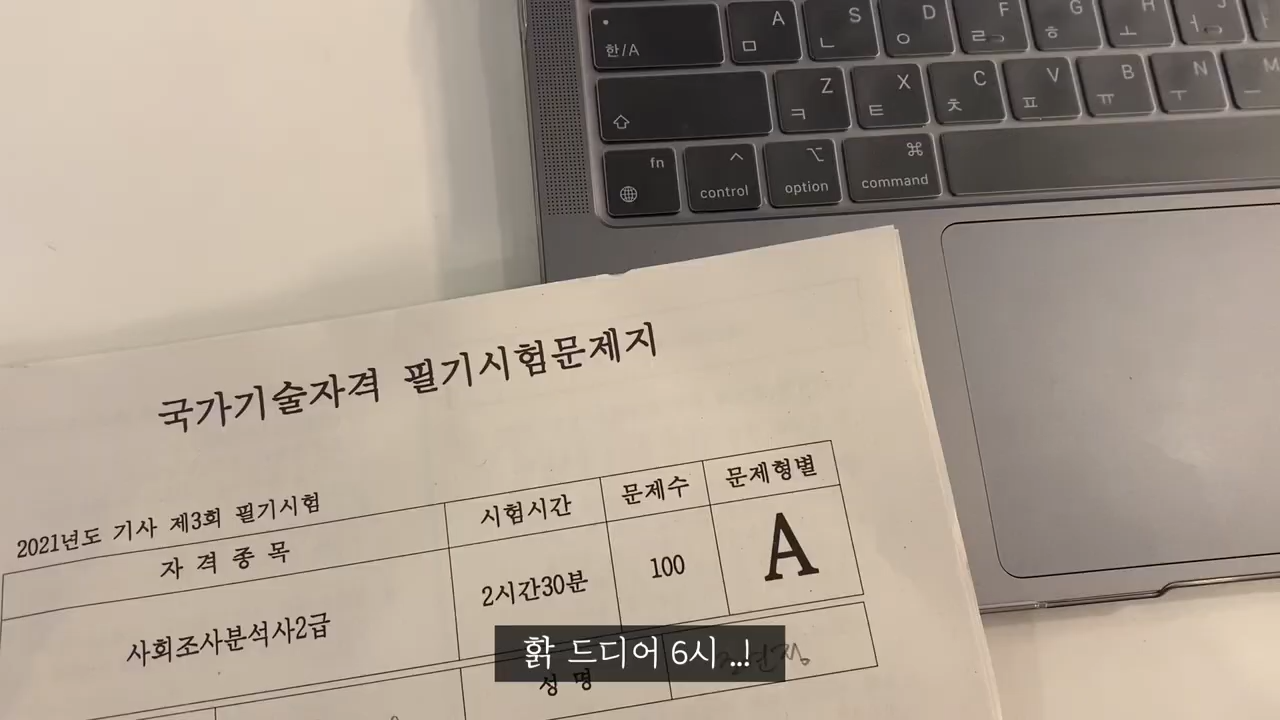 한/A ㅁ A ㄴ S ㅇ D ㄹ F ㅎ G ㅗ H ㅓ J
ㅋ Z ㅌ X ㅊ C ㅍ V ㅠ B ㅜ N ㅡ M
fn control option command
국가기술자격 필기시험문제지
2021년도 기사 제3회 필기시험
자격종목 시험시간 문제수 문제형별
사회조사분석사2급 2시간30분 100 A
성 명
홝 드디어 6시 ...!